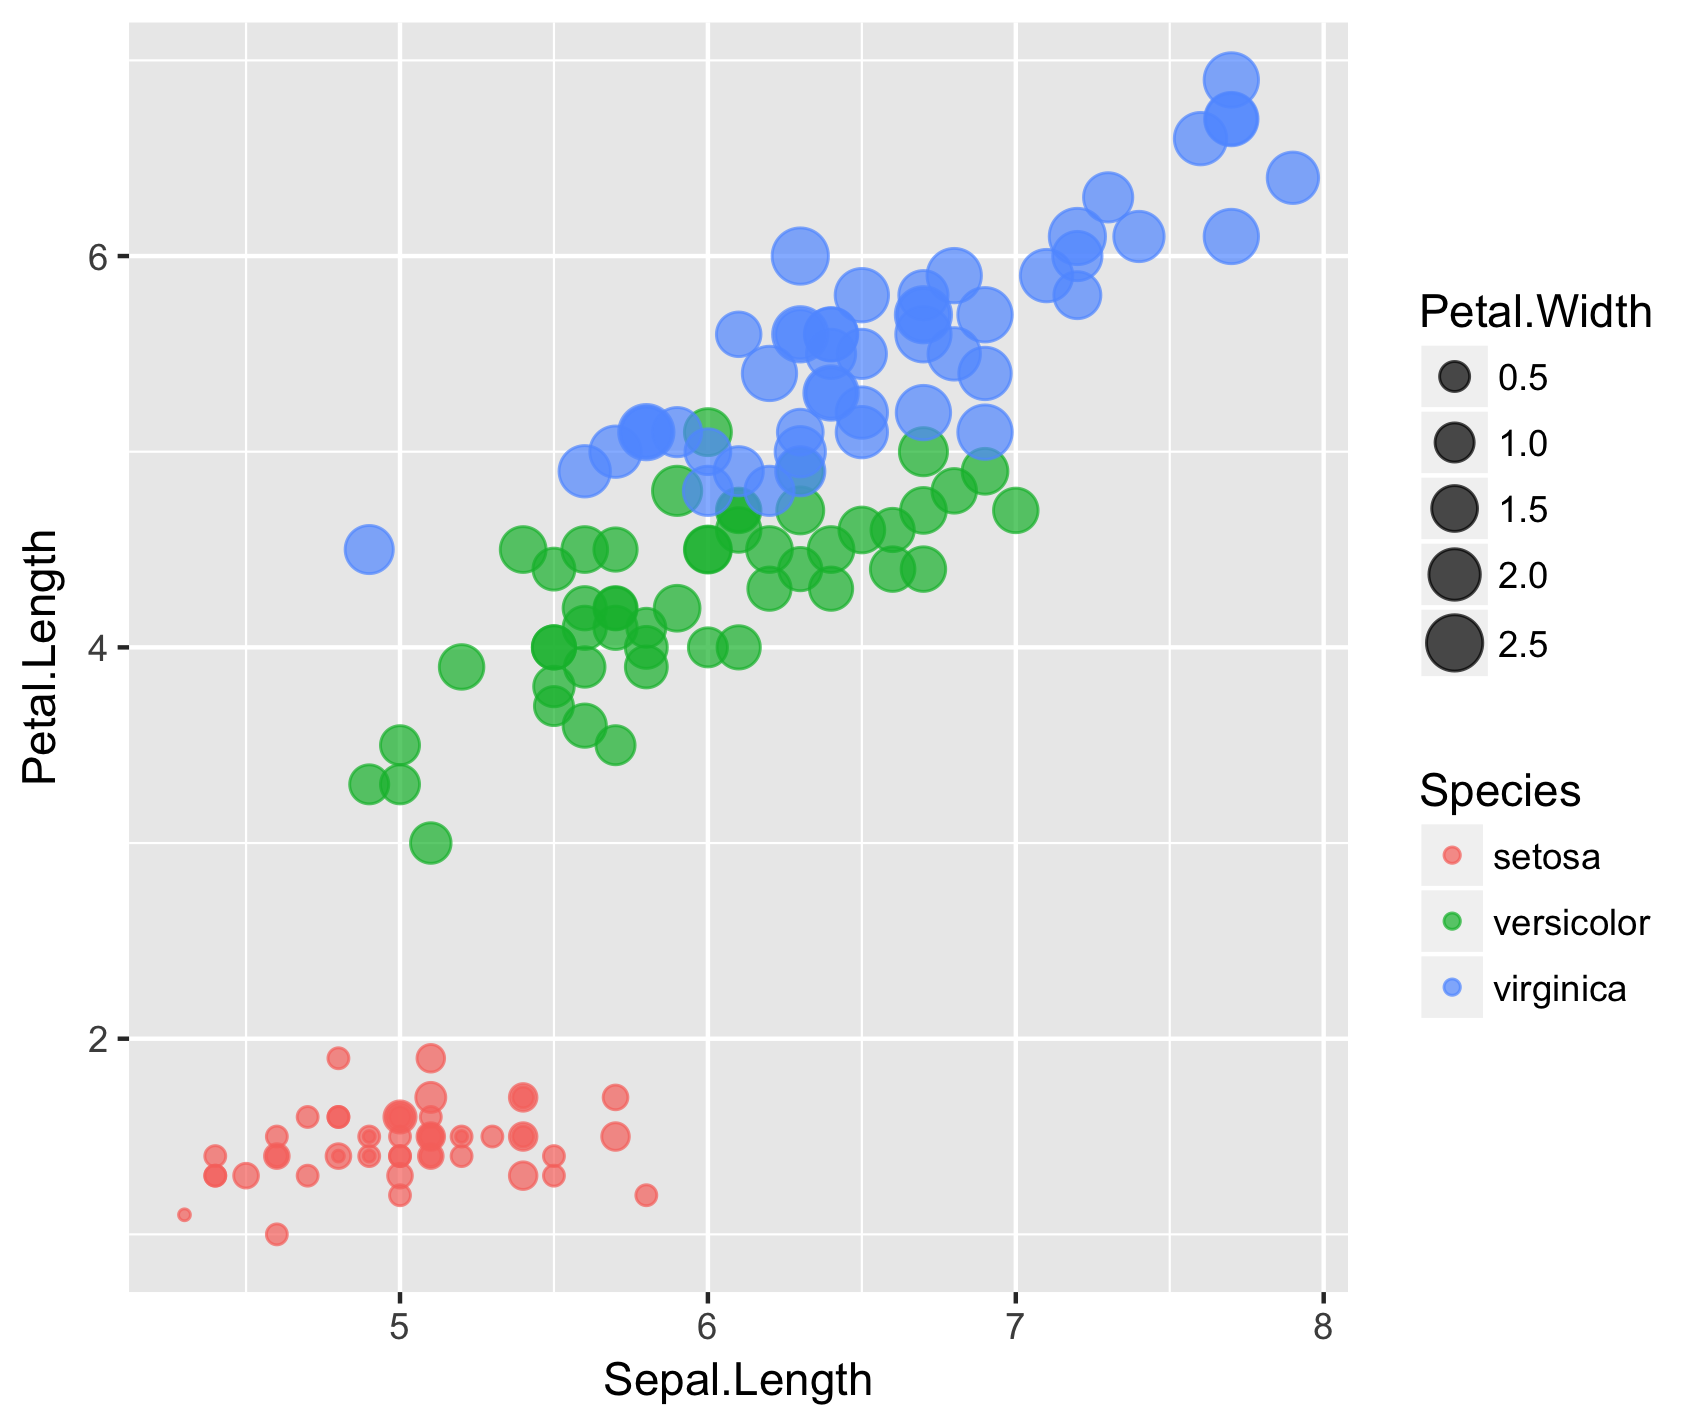 6
4
2
5
6
7
8
Sepal.Length
Petal.Length
Petal.Width
0.5
1.0
1.5
2.0
2.5
Species
setosa
versicolor
virginica